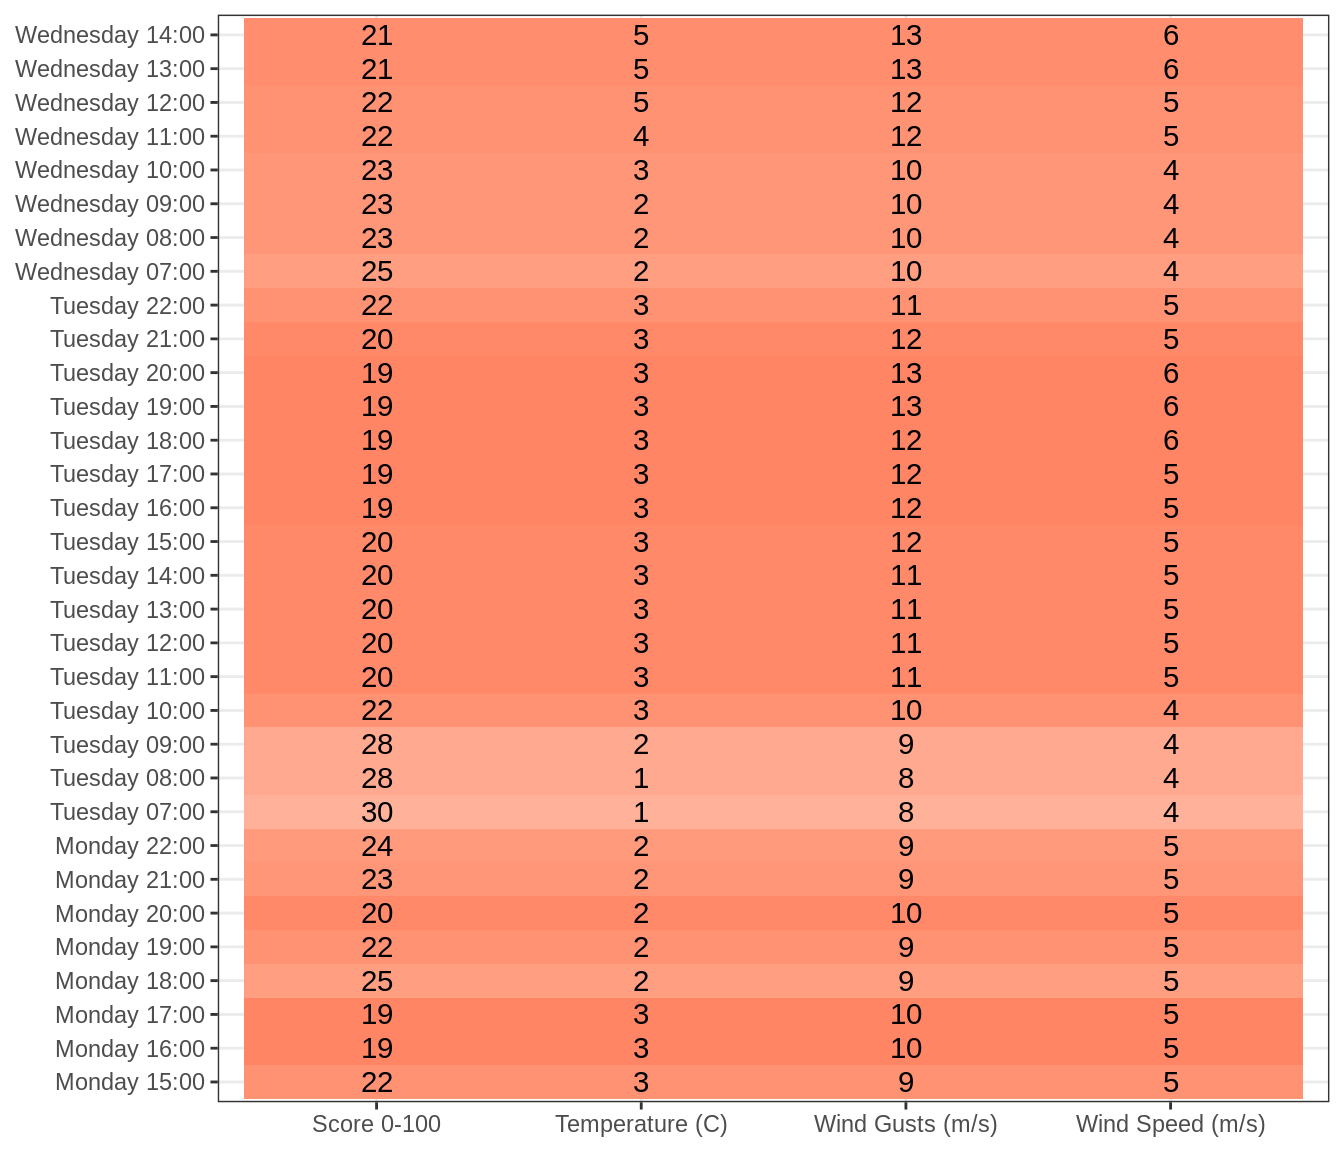 Wednesday 14:00 21 5 13 6
Wednesday 13:00 21 5 13 6
Wednesday 12:00 22 5 12 5
Wednesday 11:00 22 4 12 5
Wednesday 10:00 23 3 10 4
Wednesday 09:00 23 2 10 4
Wednesday 08:00 23 2 10 4
Wednesday 07:00 25 2 10 4
Tuesday 22:00 22 3 11 5
Tuesday 21:00 20 3 12 5
Tuesday 20:00 19 3 13 6
Tuesday 19:00 19 3 13 6
Tuesday 18:00 19 3 12 6
Tuesday 17:00 19 3 12 5
Tuesday 16:00 19 3 12 5
Tuesday 15:00 20 3 12 5
Tuesday 14:00 20 3 11 5
Tuesday 13:00 20 3 11 5
Tuesday 12:00 20 3 11 5
Tuesday 11:00 20 3 11 5
Tuesday 10:00 22 3 10 4
Tuesday 09:00 28 2 9 4
Tuesday 08:00 28 1 8 4
Tuesday 07:00 30 1 8 4
Monday 22:00 24 2 9 5
Monday 21:00 23 2 9 5
Monday 20:00 20 2 10 5
Monday 19:00 22 2 9 5
Monday 18:00 25 2 9 5
Monday 17:00 19 3 10 5
Monday 16:00 19 3 10 5
Monday 15:00 22 3 9 5
Score 0-100 Temperature (C) Wind Gusts (m/s) Wind Speed (m/s)